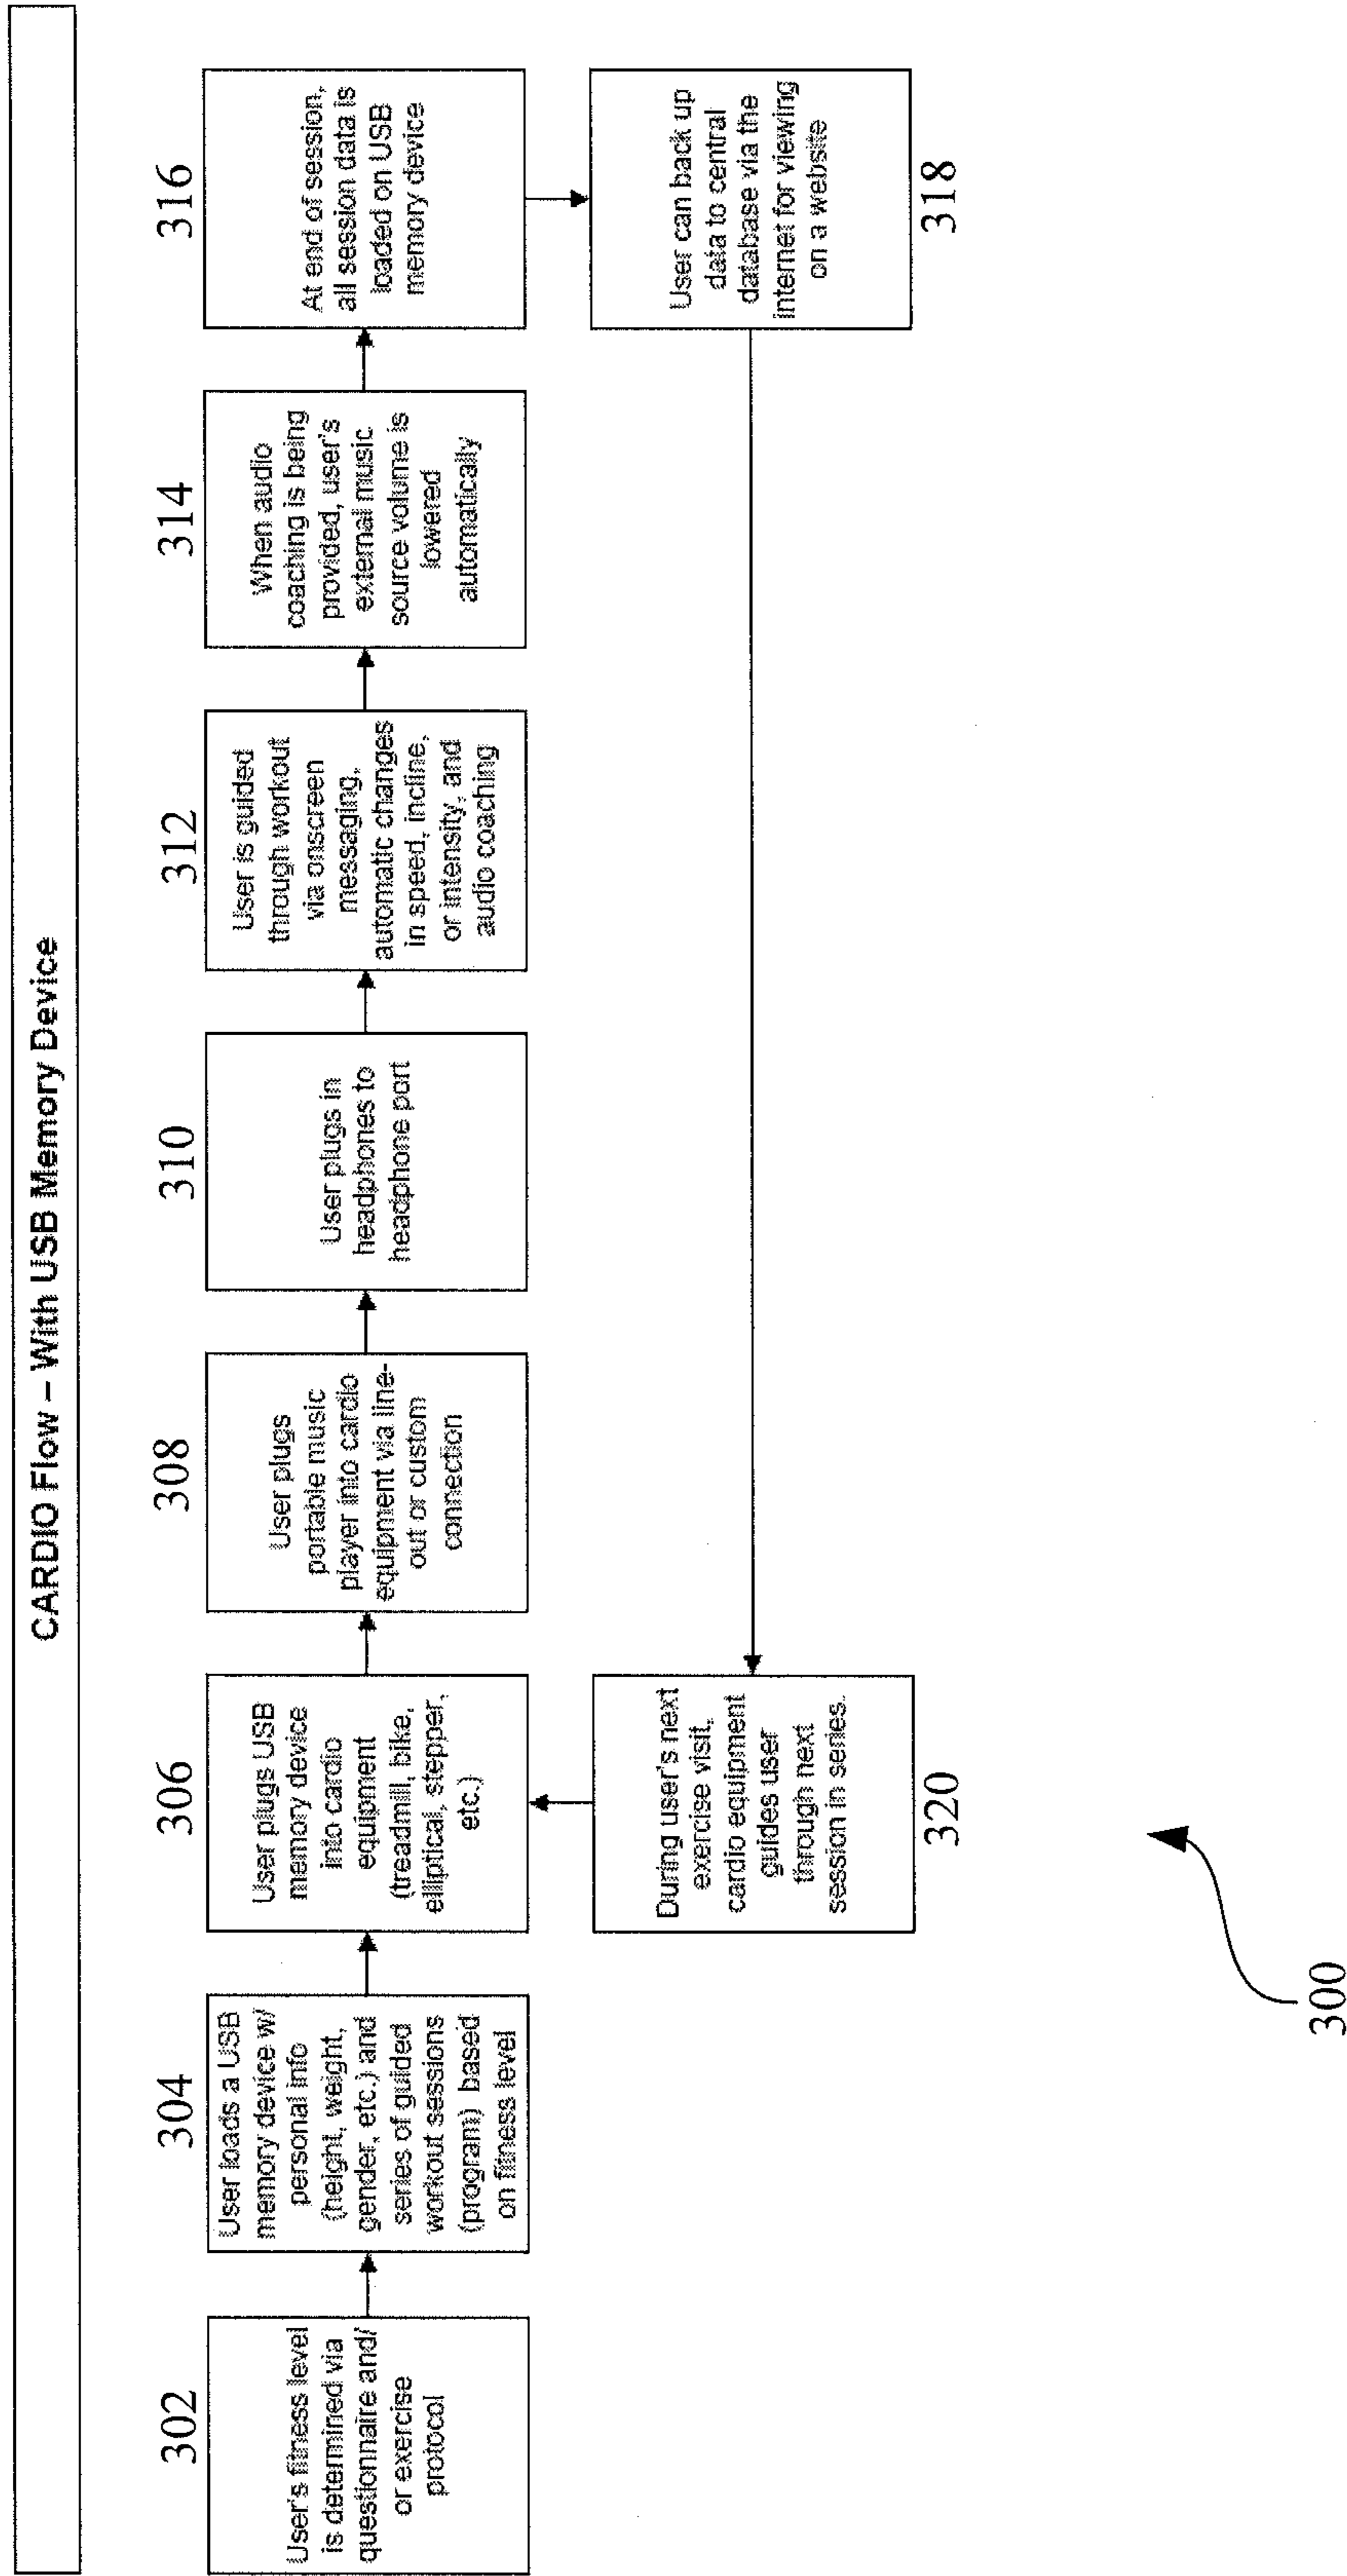 CARDIO Flow – With USB Memory Device
302
User's fitness level
is determined via
questionnaire and/
or exercise
protocol
304
User loads a USB
memory device w/
personal info
(height, weight,
gender, etc.) and
series of guided
workout sessions
(program) based
on fitness level
306
User plugs USB
memory device
into cardio
equipment
(treadmill, bike,
elliptical, stepper,
etc.)
308
User plugs
portable music
player into cardio
equipment via line-
out or custom
connection
310
User plugs in
headphones to
headphone port
312
User is guided
through workout
via onscreen
messaging,
automatic changes
in speed, incline,
or intensity, and
audio coaching
314
When audio
coaching is being
provided, user's
external music
source volume is
lowered
automatically
316
At end of session,
all session data is
loaded on USB
memory device
User can back up
data to central
database via the
internet for viewing
on a website
318
During user's next
exercise visit,
cardio equipment
guides user
through next
session in series.
320
300